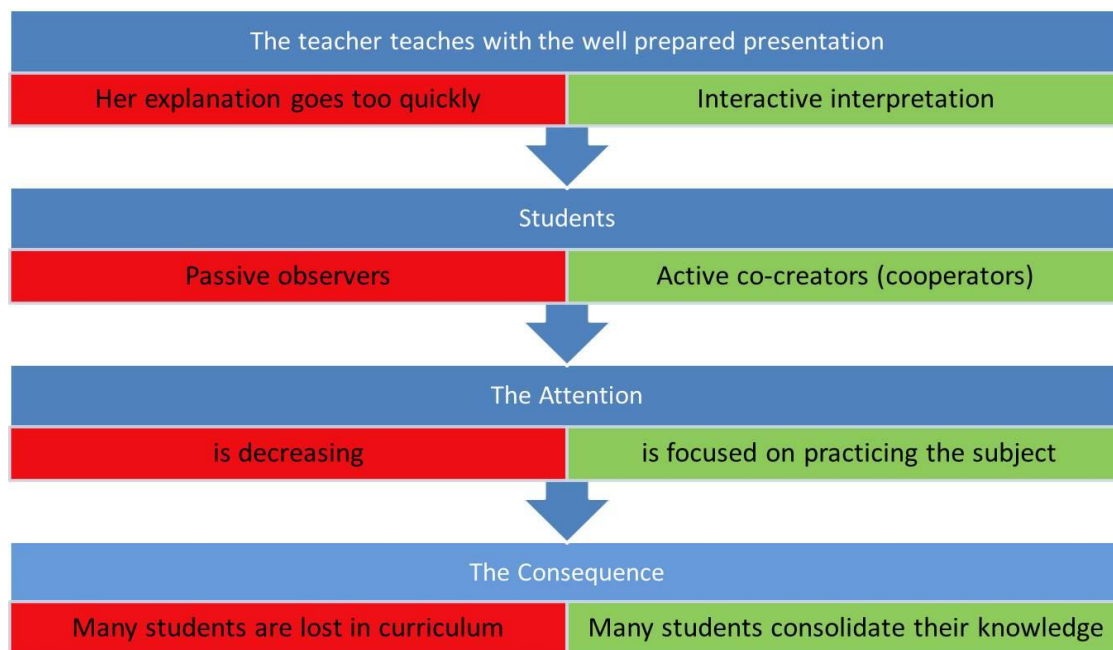 The teacher teaches with the well prepared presentation
Her explanation goes too quickly
Interactive interpretation
Students
Passive observers
Active co-creators (cooperators)
The Attention
is decreasing
is focused on practicing the subject
The Consequence
Many students are lost in curriculum
Many students consolidate their knowledge